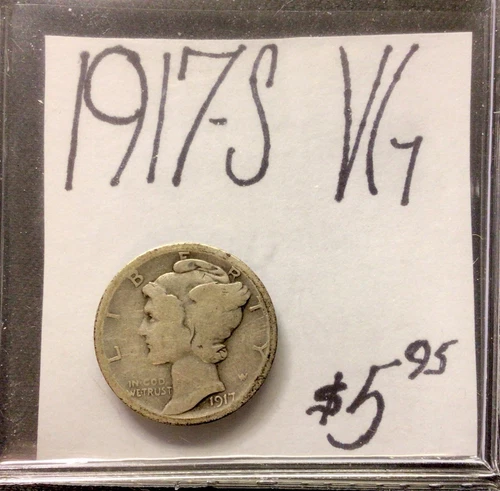 1917-S VG7
LIBERTY
IN GOD
WE TRUST
1917
$5 95